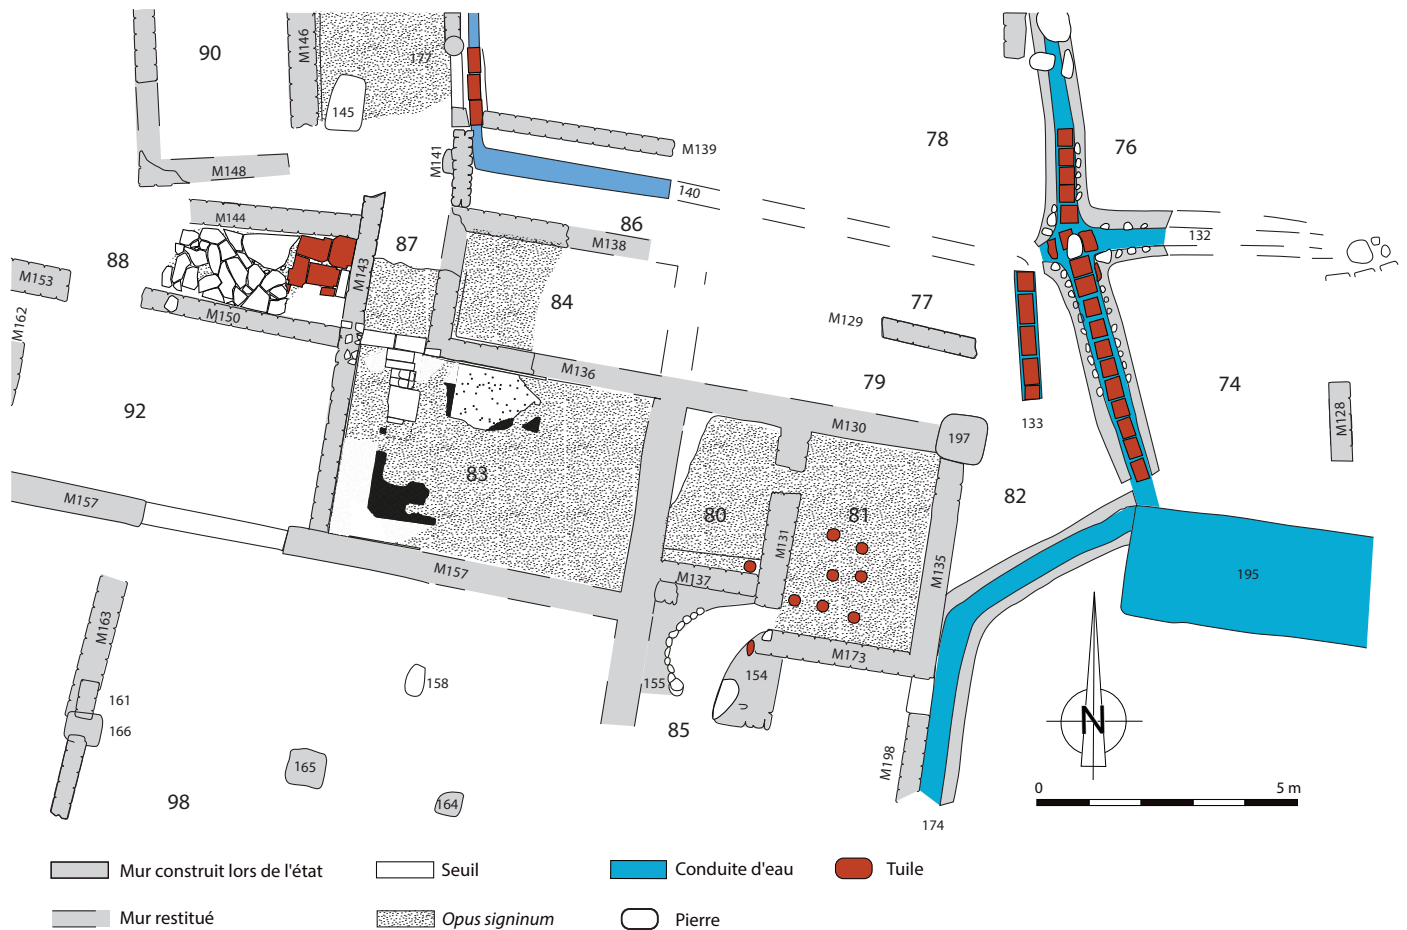 90
M146
177
145
M141
M139
78
76
M148
140
M144
86
M138
132
87
88
M143
M153
84
77
M162
M150
M129
M136
79
74
92
M130
197
133
M128
83
82
M157
80
81
M131
M135
M157
M137
195
M163
M173
155
154
161
158
166
85
N
M198
165
0
5 m
98
164
174
Mur construit lors de l'état
Seuil
Conduite d'eau
Tuile
Mur restitué
Opus signinum
Pierre